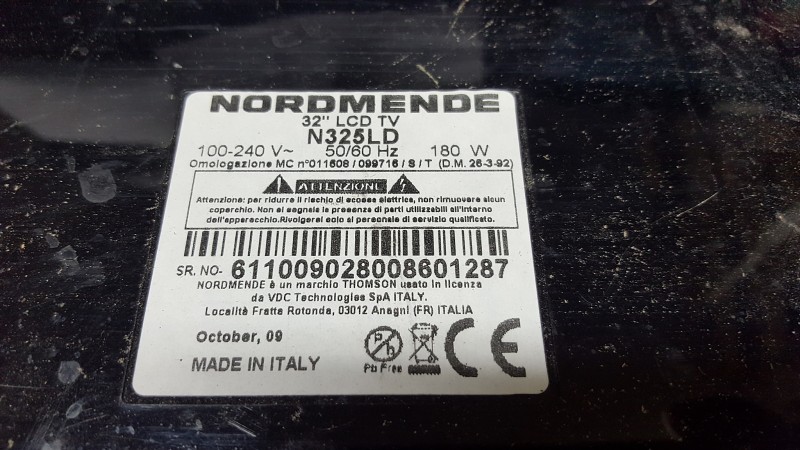 NORDMENDE
32" LCD TV
N325LD
100-240 V~ 50/60 Hz 180 W
Omologazione MC n°011608 / 099716 / S / T (D.M. 26-3-92)
ATTENZIONE
Attenzione: per ridurre il rischio di scosse elettriche, non rimuovere alcun
coperchio. Non si segnala la presenza di parti utilizzabili all'interno
dell'apparecchio.Rivolgersi solo a personale di servizio qualificato.
SR. NO- 611009028008601287
NORDMENDE è un marchio THOMSON usato in licenza
da VDC Technologies SpA ITALY.
Località Fratta Rotonda, 03012 Anagni (FR) ITALIA
October, 09
MADE IN ITALY
Pb
Pb Free
CE